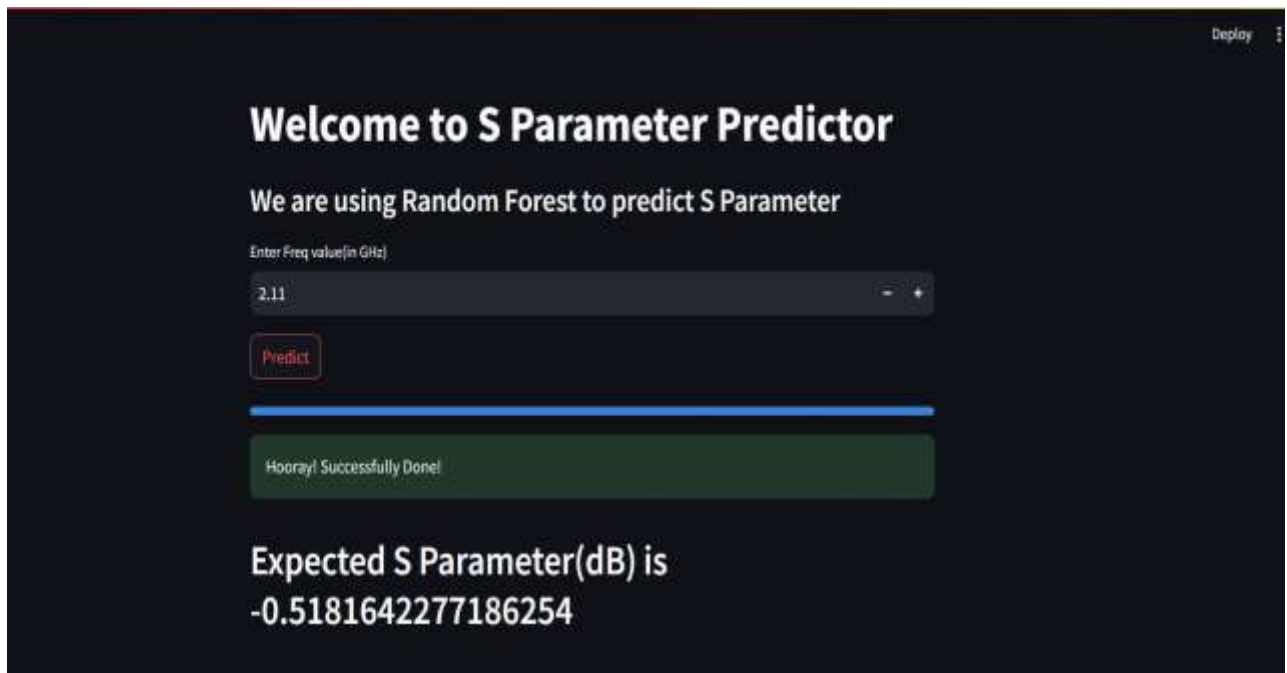 Deploy
Welcome to S Parameter Predictor
We are using Random Forest to predict S Parameter
Enter Freq value(in GHz)
2.11
Predict
Hooray! Successfully Done!
Expected S Parameter(dB) is
-0.5181642277186254